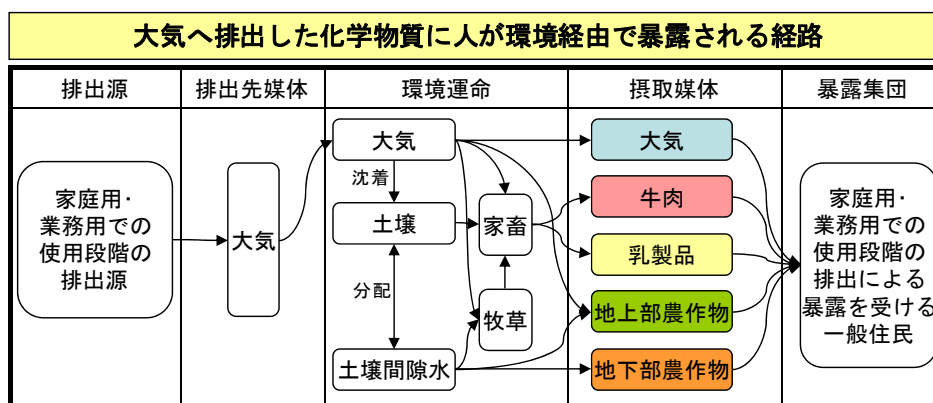 大気へ排出した化学物質に人が環境経由で暴露される経路
排出源
排出先媒体
環境運命
摂取媒体
暴露集団
家庭用・
業務用での
使用段階の
排出源
大気
大気
沈着
土壌
分配
土壌間隙水
家畜
牧草
大気
牛肉
乳製品
地上部農作物
地下部農作物
家庭用・
業務用での
使用段階の
排出による
暴露を受ける
一般住民